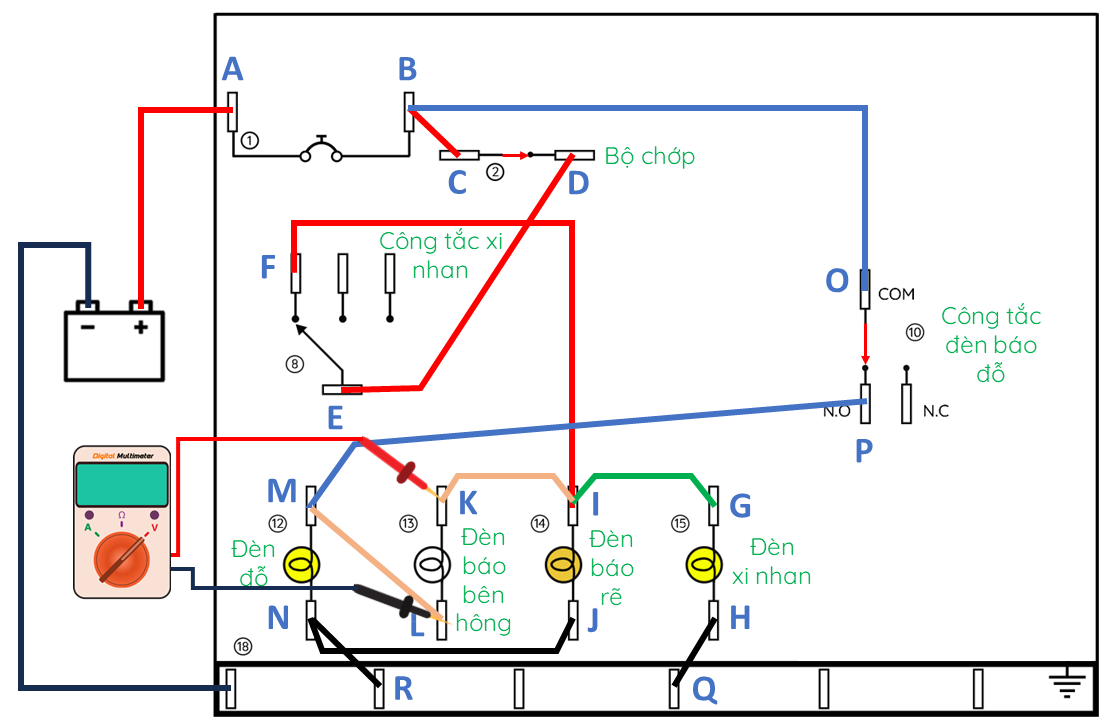 A
B
①
Bộ chớp
②
C
D
Công tắc xi
nhan
F
O
COM
⑩
Công tắc
đèn báo
đỗ
− +
⑧
E
N.O
N.C
P
Digital Multimeter
Ω
A
V
M
K
I
G
⑫
⑬
⑭
⑮
Đèn
đỗ
Đèn
báo
bên
hông
Đèn
báo
rẽ
Đèn
xi nhan
N
L
J
H
⑱
R
Q